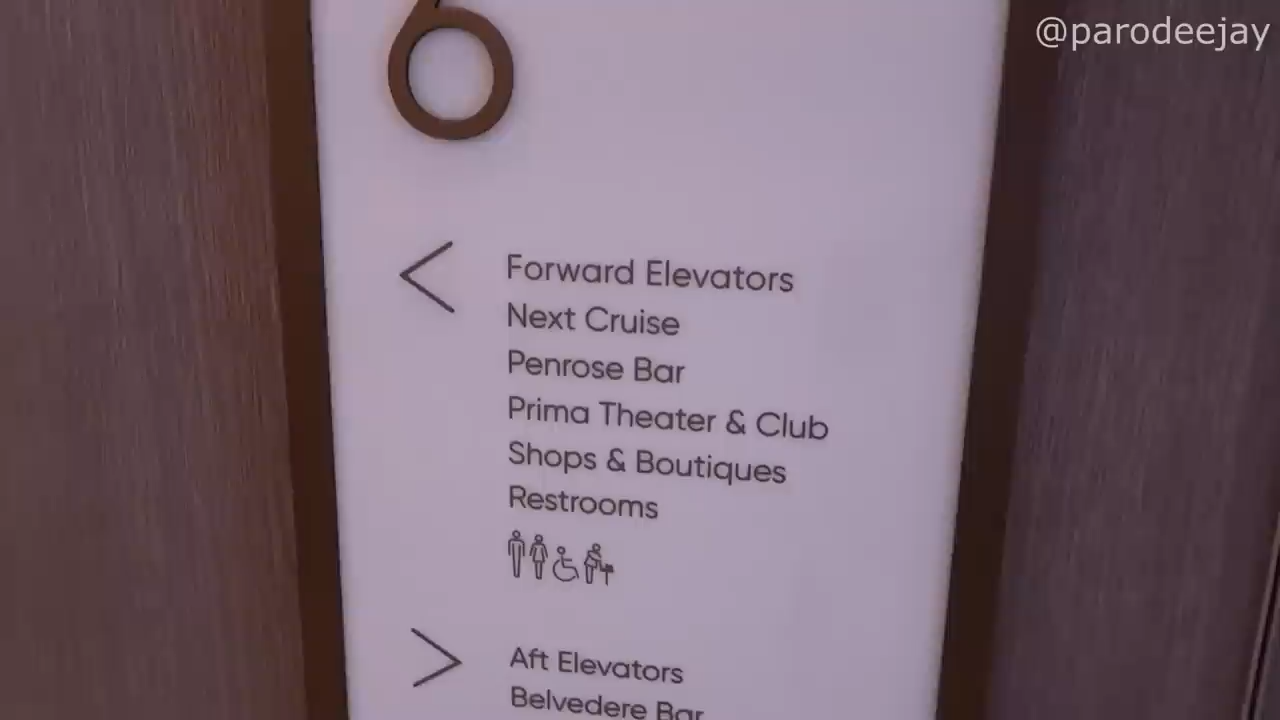 @parodeejay
6
< Forward Elevators
Next Cruise
Penrose Bar
Prima Theater & Club
Shops & Boutiques
Restrooms
> Aft Elevators
Belvedere Bar